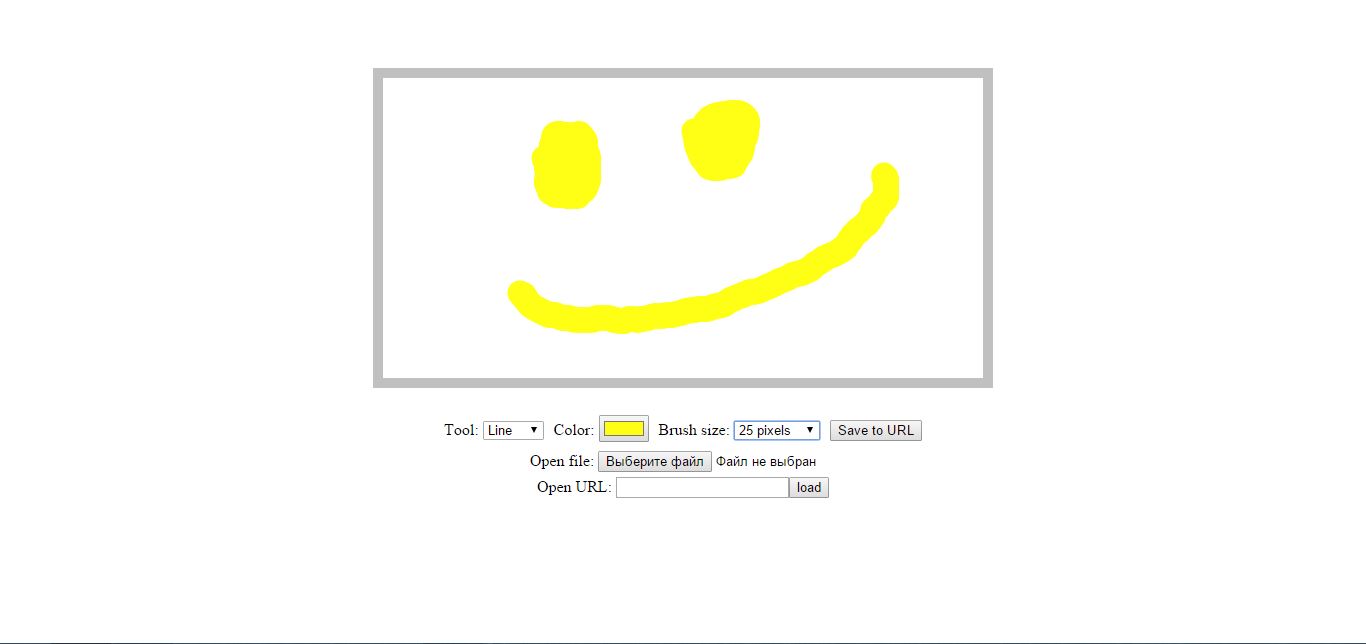 Tool: Line Color: Brush size: 25 pixels Save to URL
Open file: Выберите файл Файл не выбран
Open URL: load